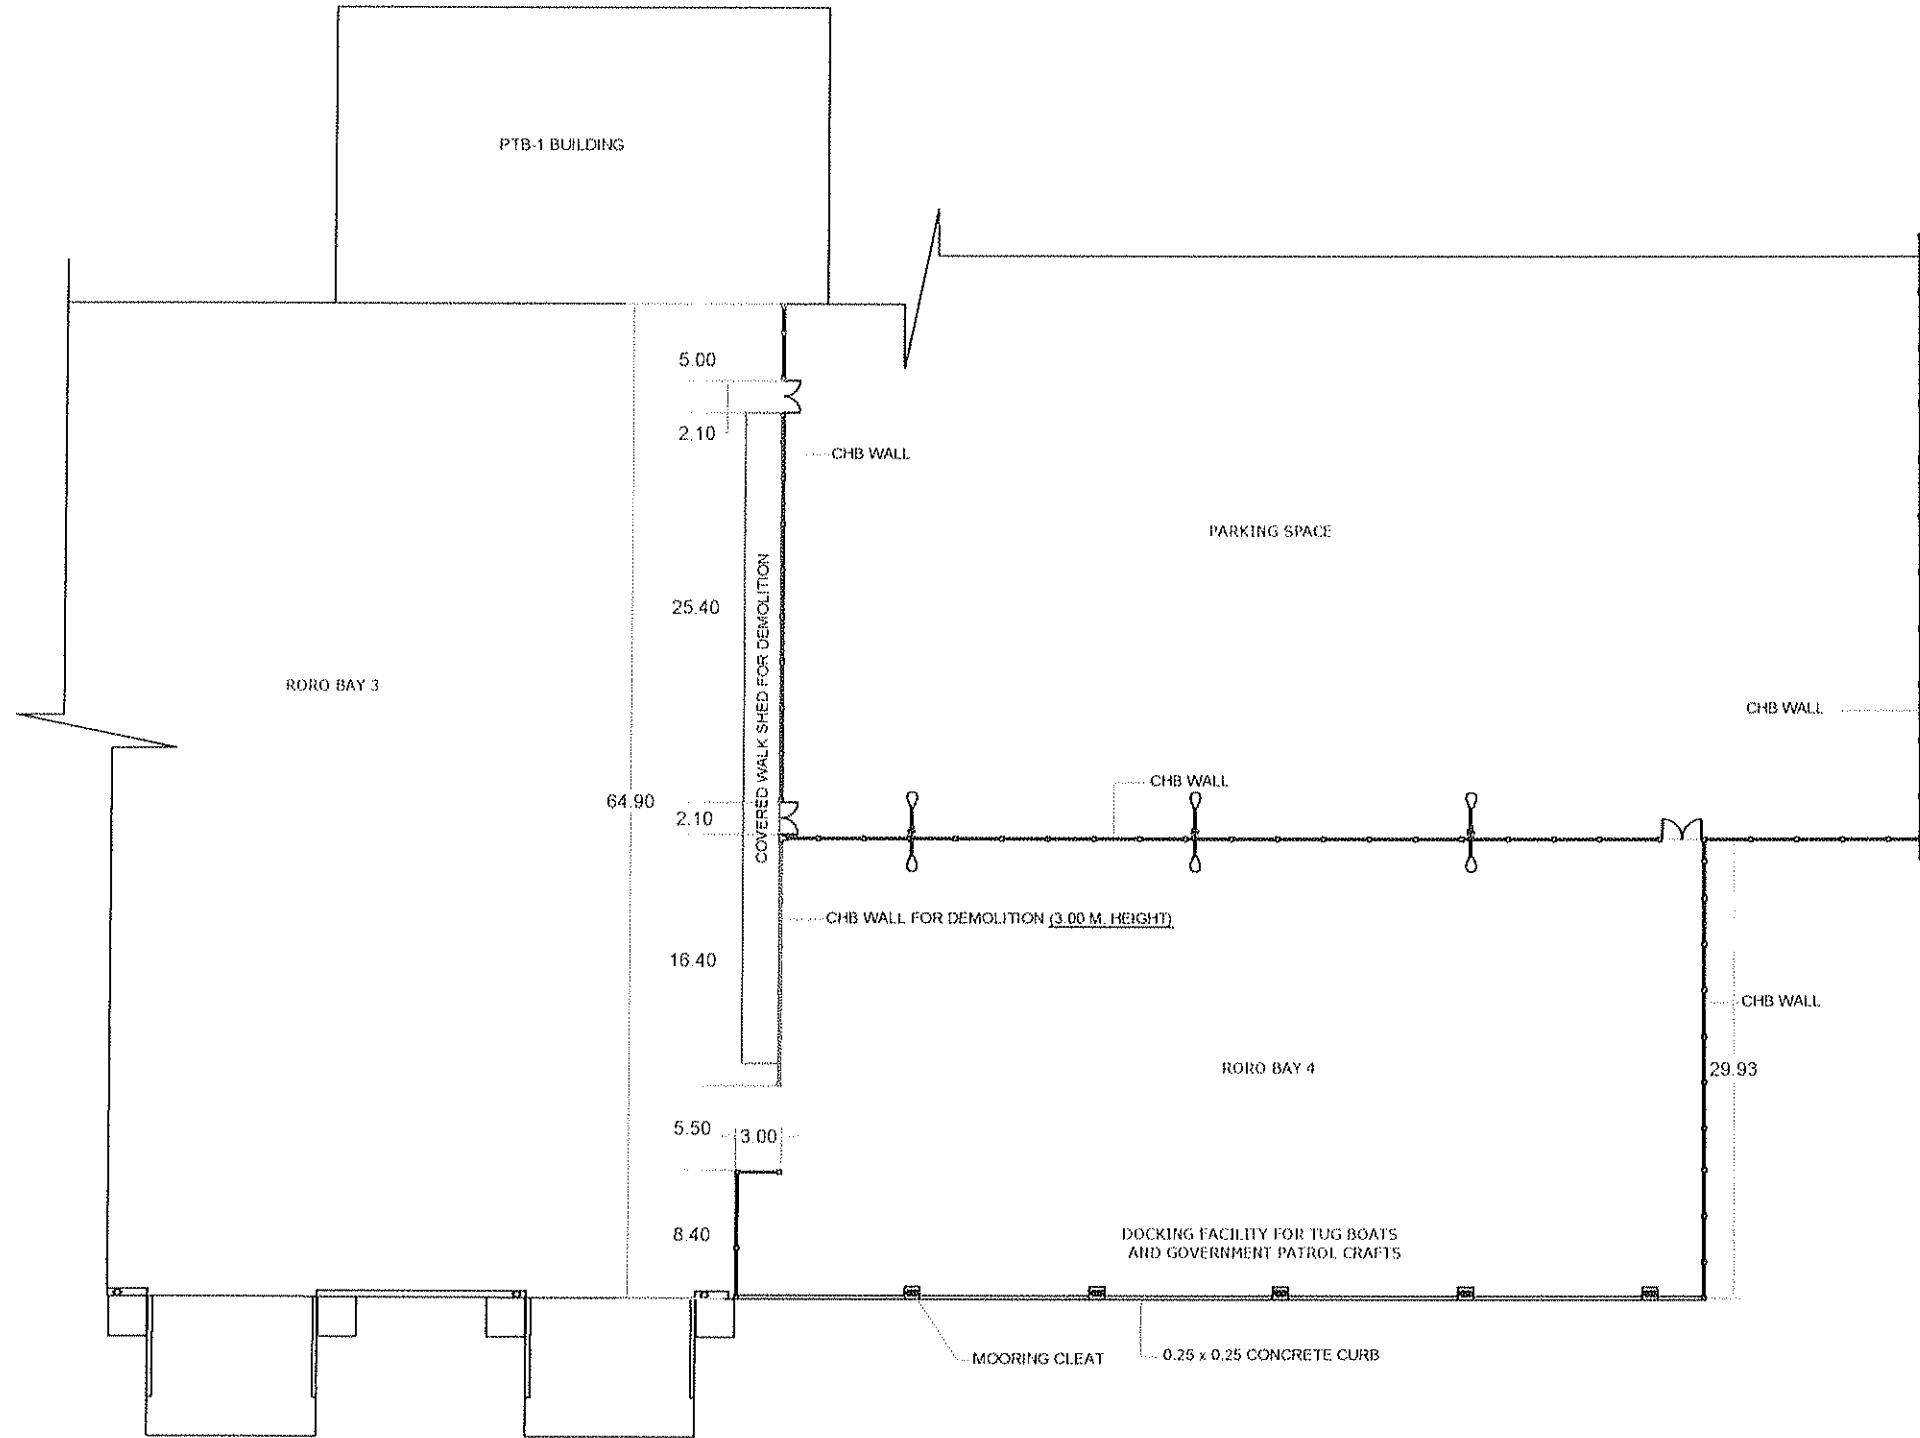 PTB-1 BUILDING
5.00
2.10
CHB WALL
PARKING SPACE
25.40
COVERED WALK SHED FOR DEMOLITION
RORO BAY 3
CHB WALL
CHB WALL
64.90
2.10
CHB WALL FOR DEMOLITION (3.00 M. HEIGHT)
16.40
CHB WALL
RORO BAY 4
29.93
5.50
3.00
8.40
DOCKING FACILITY FOR TUG BOATS
AND GOVERNMENT PATROL CRAFTS
MOORING CLEAT
0.25 x 0.25 CONCRETE CURB